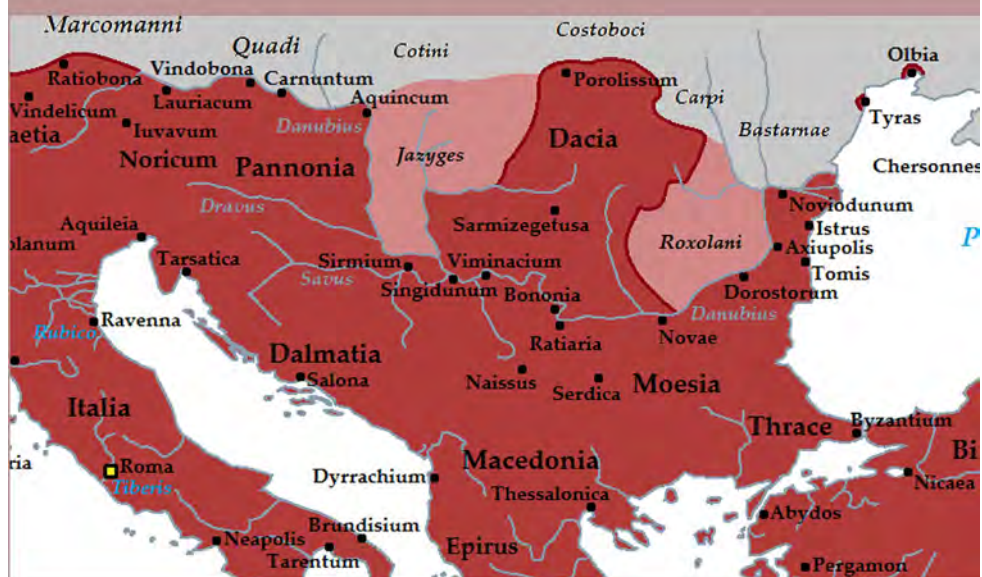 Marcomanni
Quadi
Cotini
Costoboci
Olbia
Ratiobona
Vindobona
Carnuntum
Porolissum
Vindelicum
Lauriacum
Aquincum
Carpi
Tyras
aetia
Iuvavum
Danubius
Jazyges
Dacia
Bastarnae
Noricum
Pannonia
Chersonnes
Dravus
Sarmizegetusa
Noviodunum
Aquileia
Istrus
olanum
Roxolani
Axiupolis
P
Tarsatica
Sirmium
Viminacium
Tomis
Savus
Singidunum
Bononia
Dorostorum
Danubius
Ravenna
Rubico
Ratiaria
Novae
Dalmatia
Salona
Naissus
Serdica
Moesia
Italia
Thrace
Byzantium
Bi
ria
Roma
Tiberis
Dyrrachium
Macedonia
Nicaea
Thessalonica
Abydos
Brundisium
Neapolis
Tarentum
Epirus
Pergamon